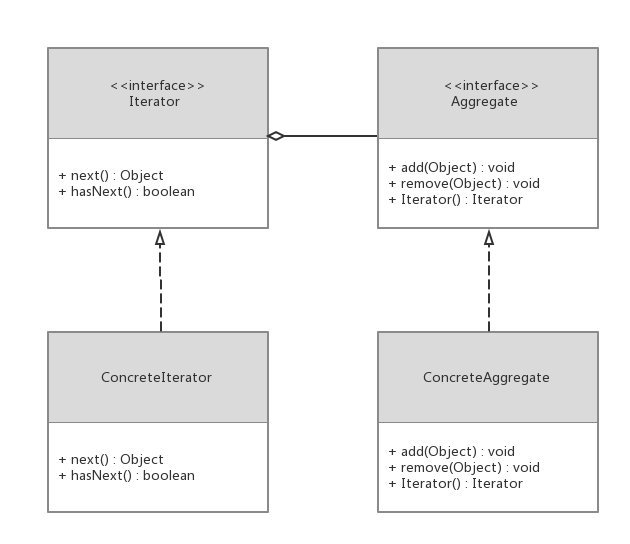 <<interface>>
Iterator
+ next() : Object
+ hasNext() : boolean
<<interface>>
Aggregate
+ add(Object) : void
+ remove(Object) : void
+ Iterator() : Iterator
ConcreteIterator
+ next() : Object
+ hasNext() : boolean
ConcreteAggregate
+ add(Object) : void
+ remove(Object) : void
+ Iterator() : Iterator